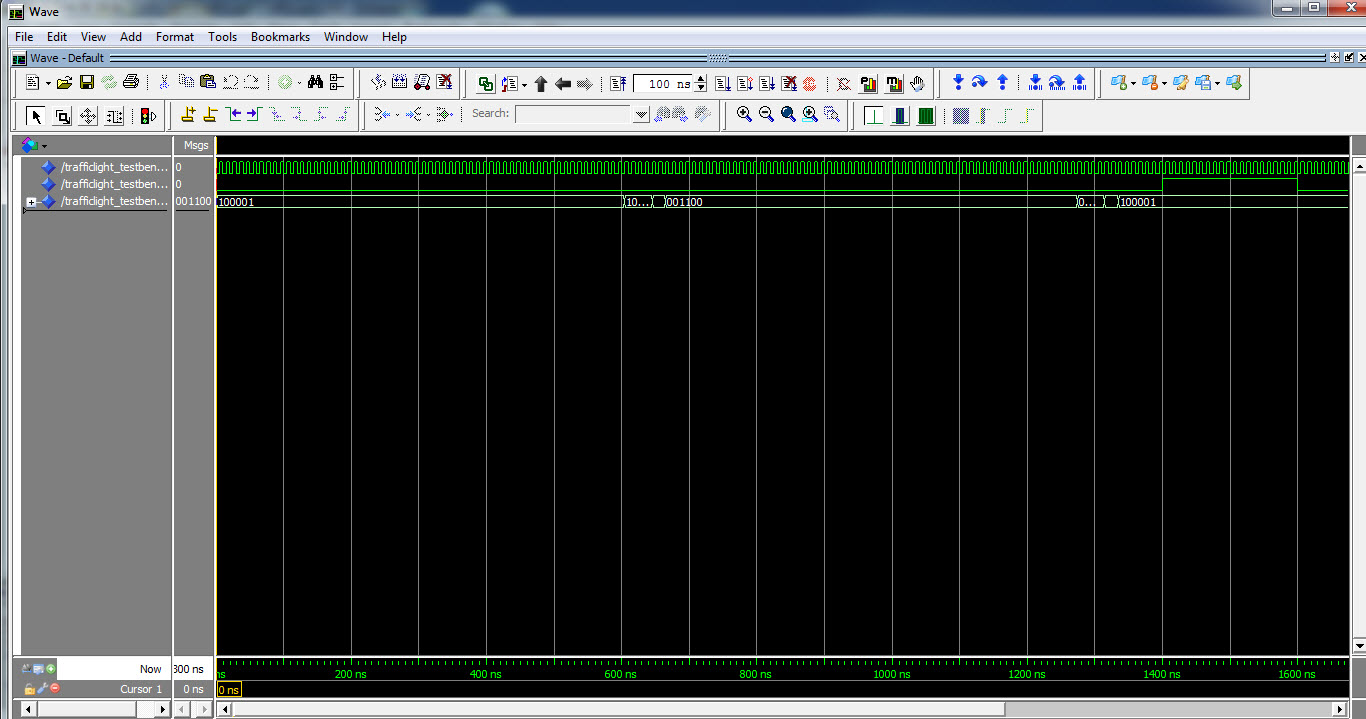 Wave
File Edit View Add Format Tools Bookmarks Window Help
Wave - Default
100 ns
Search:
Msgs
/trafficlight_testben... 0
/trafficlight_testben... 0
/trafficlight_testben... 001100 100001 10... 001100 0... 100001
Now 300 ns ns 200 ns 400 ns 600 ns 800 ns 1000 ns 1200 ns 1400 ns 1600 ns
Cursor 1 0 ns 0 ns